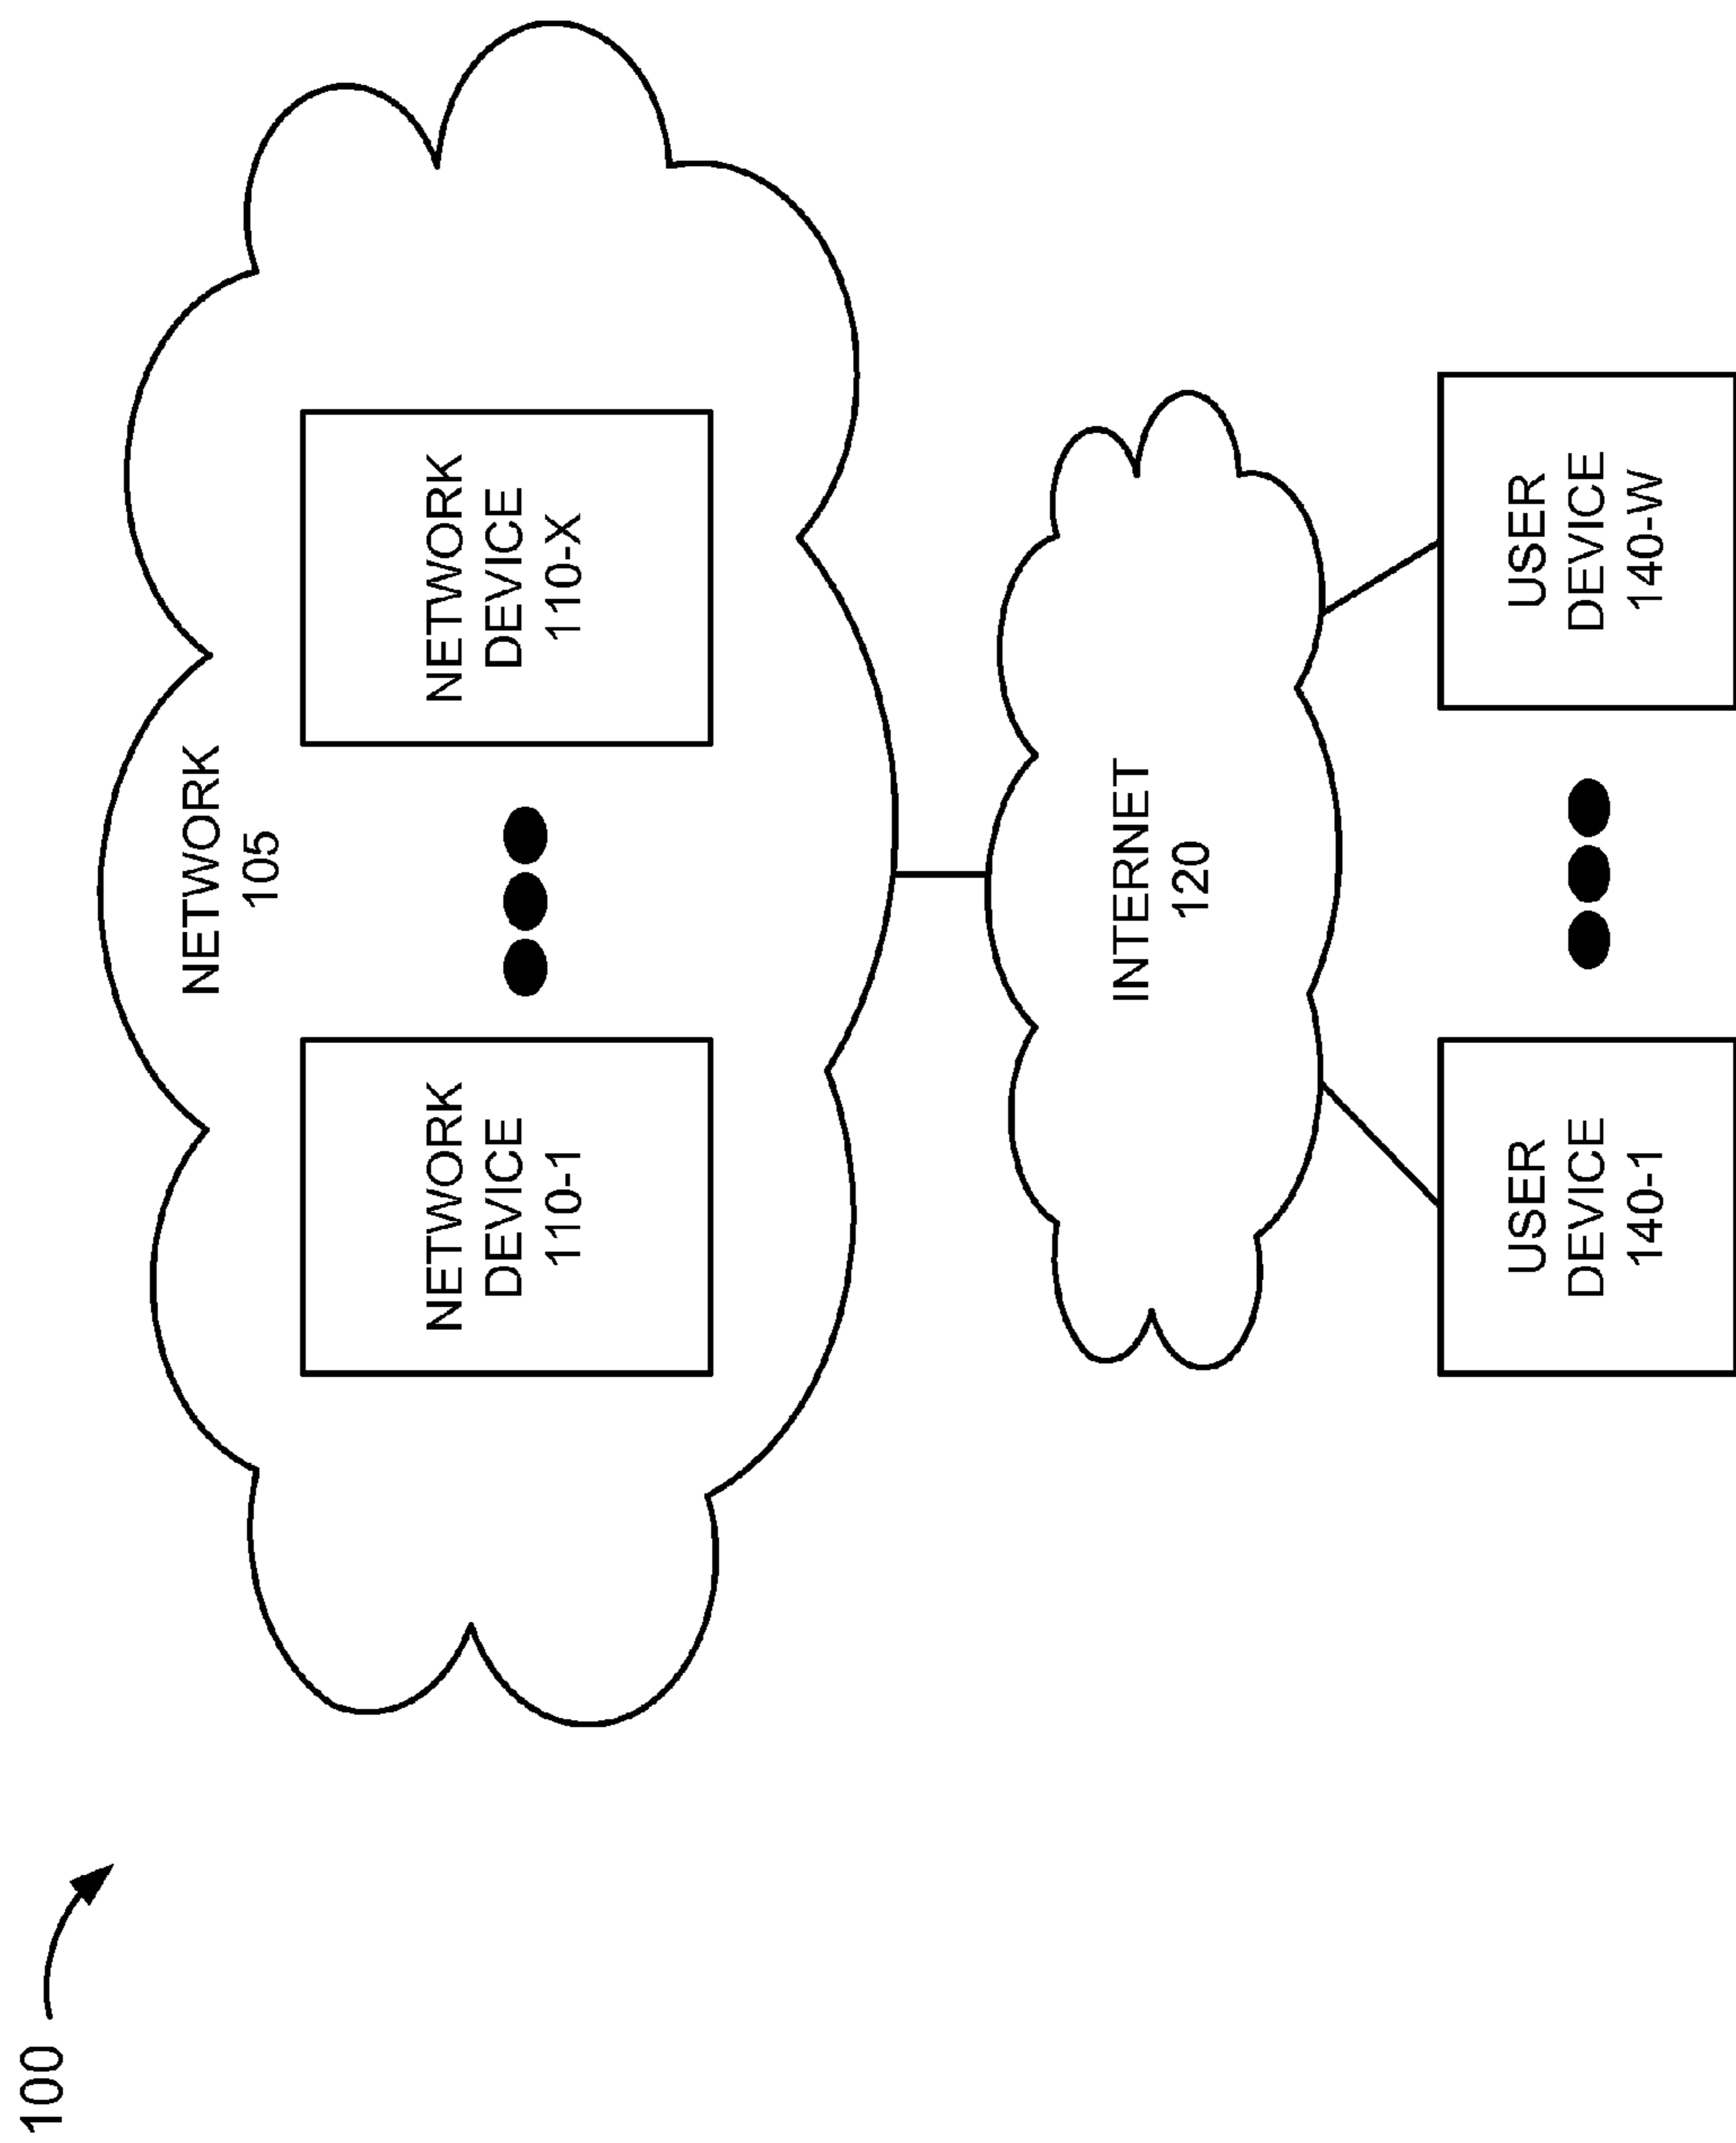 100
NETWORK
105
NETWORK
DEVICE
110-1
NETWORK
DEVICE
110-X
INTERNET
120
USER
DEVICE
140-1
USER
DEVICE
140-W